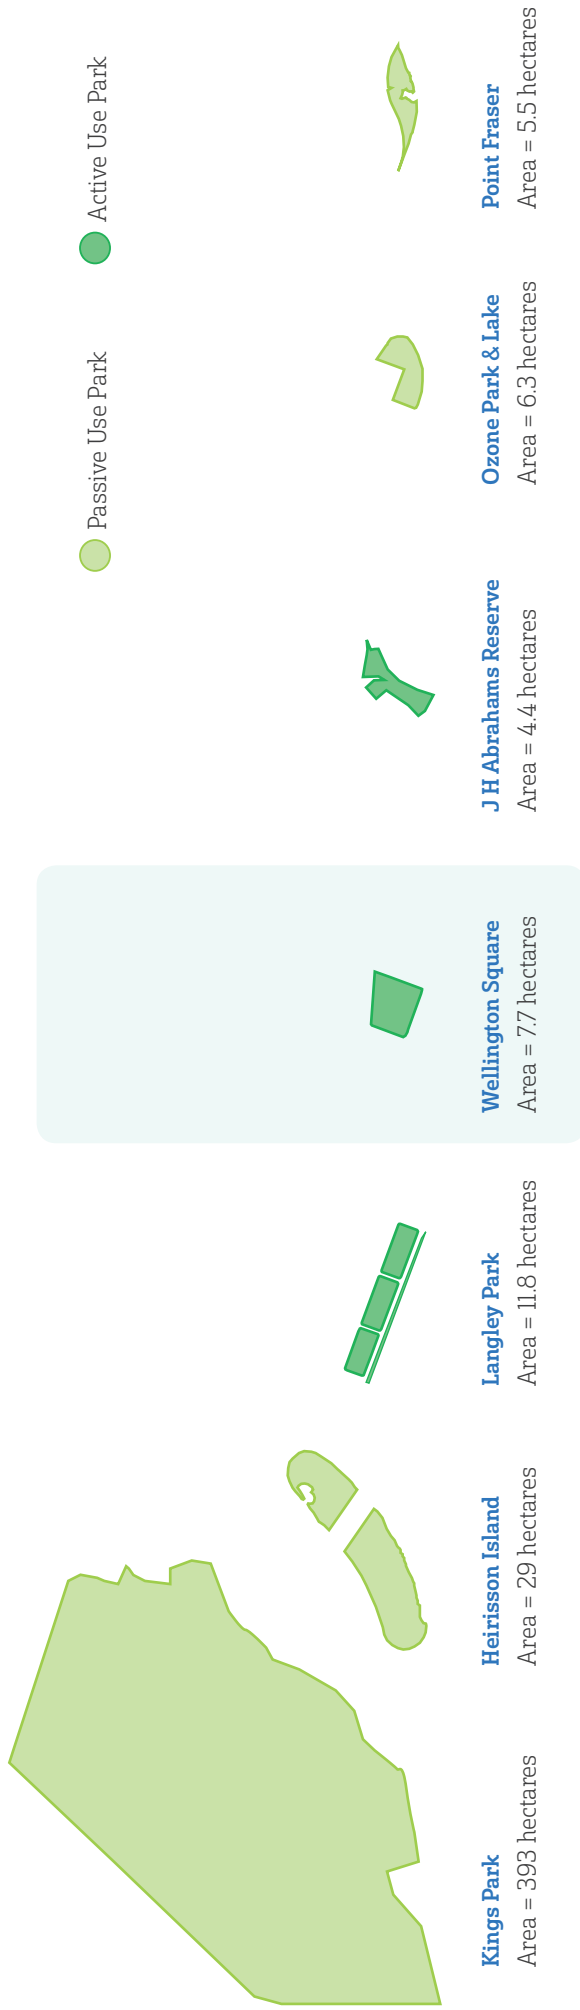 Passive Use Park
Active Use Park
Kings Park
Area = 393 hectares
Heirisson Island
Area = 29 hectares
Langley Park
Area = 11.8 hectares
Wellington Square
Area = 7.7 hectares
J H Abrahams Reserve
Area = 4.4 hectares
Ozone Park & Lake
Area = 6.3 hectares
Point Fraser
Area = 5.5 hectares